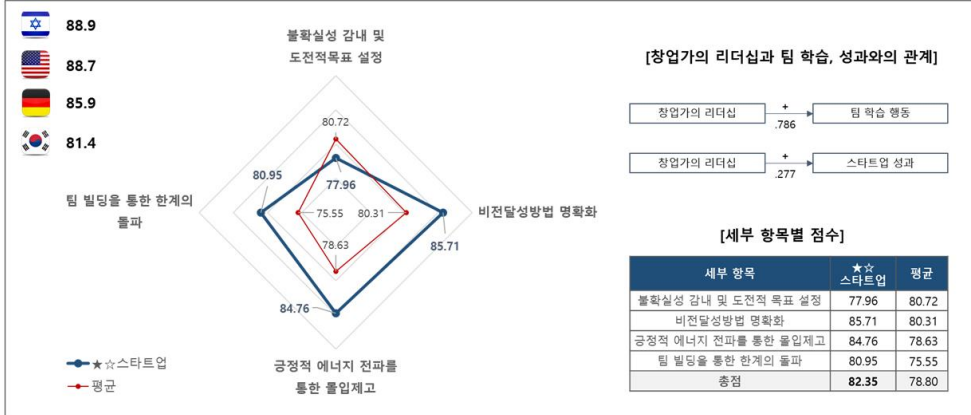 88.9
88.7
85.9
81.4
불확실성 감내 및
도전적목표 설정
80.72
77.96
80.95
75.55
80.31
78.63
85.71
84.76
팀 빌딩을 통한 한계의
돌파
비전달성방법 명확화
긍정적 에너지 전파를
통한 몰입제고
★☆스타트업
평균
[창업가의 리더십과 팀 학습, 성과와의 관계]
창업가의 리더십 + .786 팀 학습 행동
창업가의 리더십 + .277 스타트업 성과
[세부 항목별 점수]
세부 항목 ★☆ 스타트업 평균
불확실성 감내 및 도전적 목표 설정 77.96 80.72
비전달성방법 명확화 85.71 80.31
긍정적 에너지 전파를 통한 몰입제고 84.76 78.63
팀 빌딩을 통한 한계의 돌파 80.95 75.55
총점 82.35 78.80